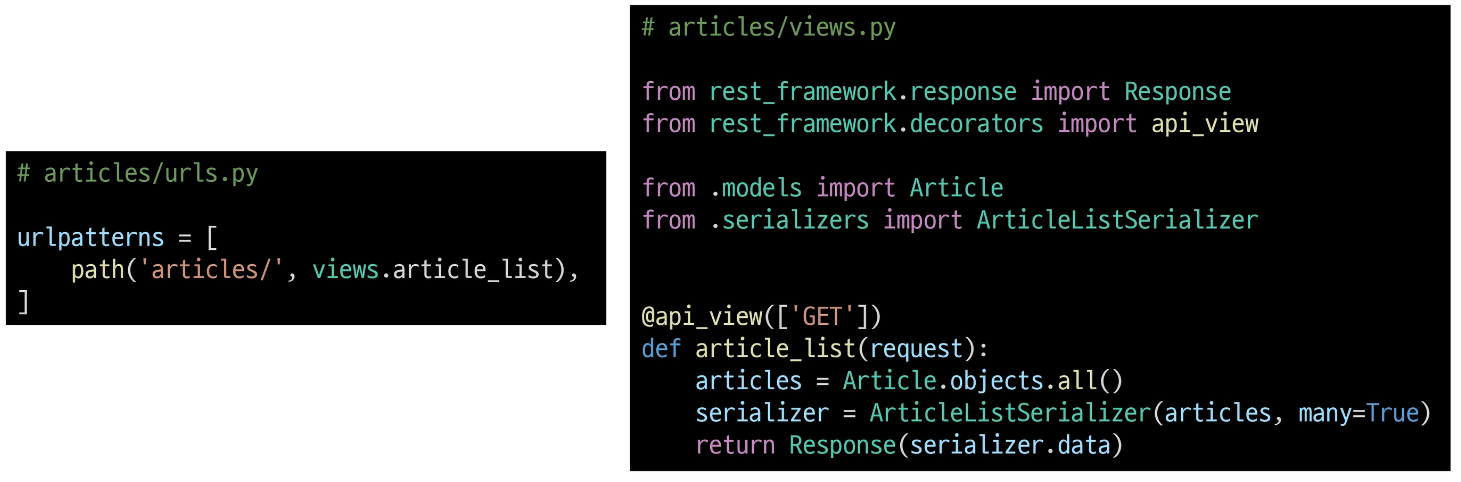 # articles/urls.py
urlpatterns = [
    path('articles/', views.article_list),
]
# articles/views.py
from rest_framework.response import Response
from rest_framework.decorators import api_view
from .models import Article
from .serializers import ArticleListSerializer
@api_view(['GET'])
def article_list(request):
    articles = Article.objects.all()
    serializer = ArticleListSerializer(articles, many=True)
    return Response(serializer.data)